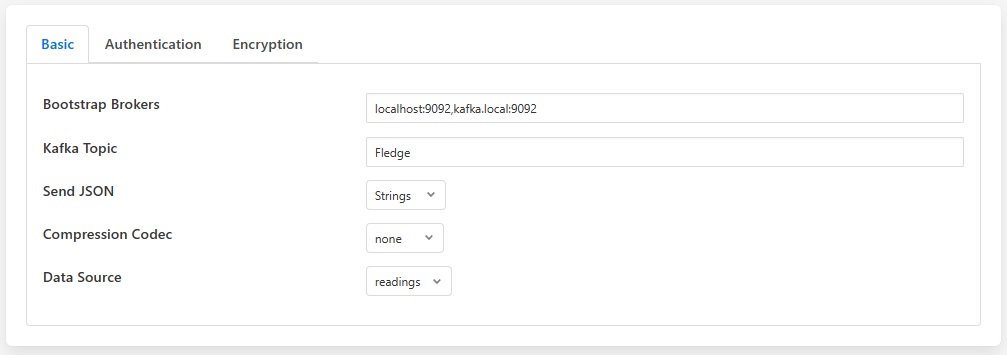 Basic Authentication Encryption
Bootstrap Brokers localhost:9092,kafka.local:9092
Kafka Topic Fledge
Send JSON Strings
Compression Codec none
Data Source readings